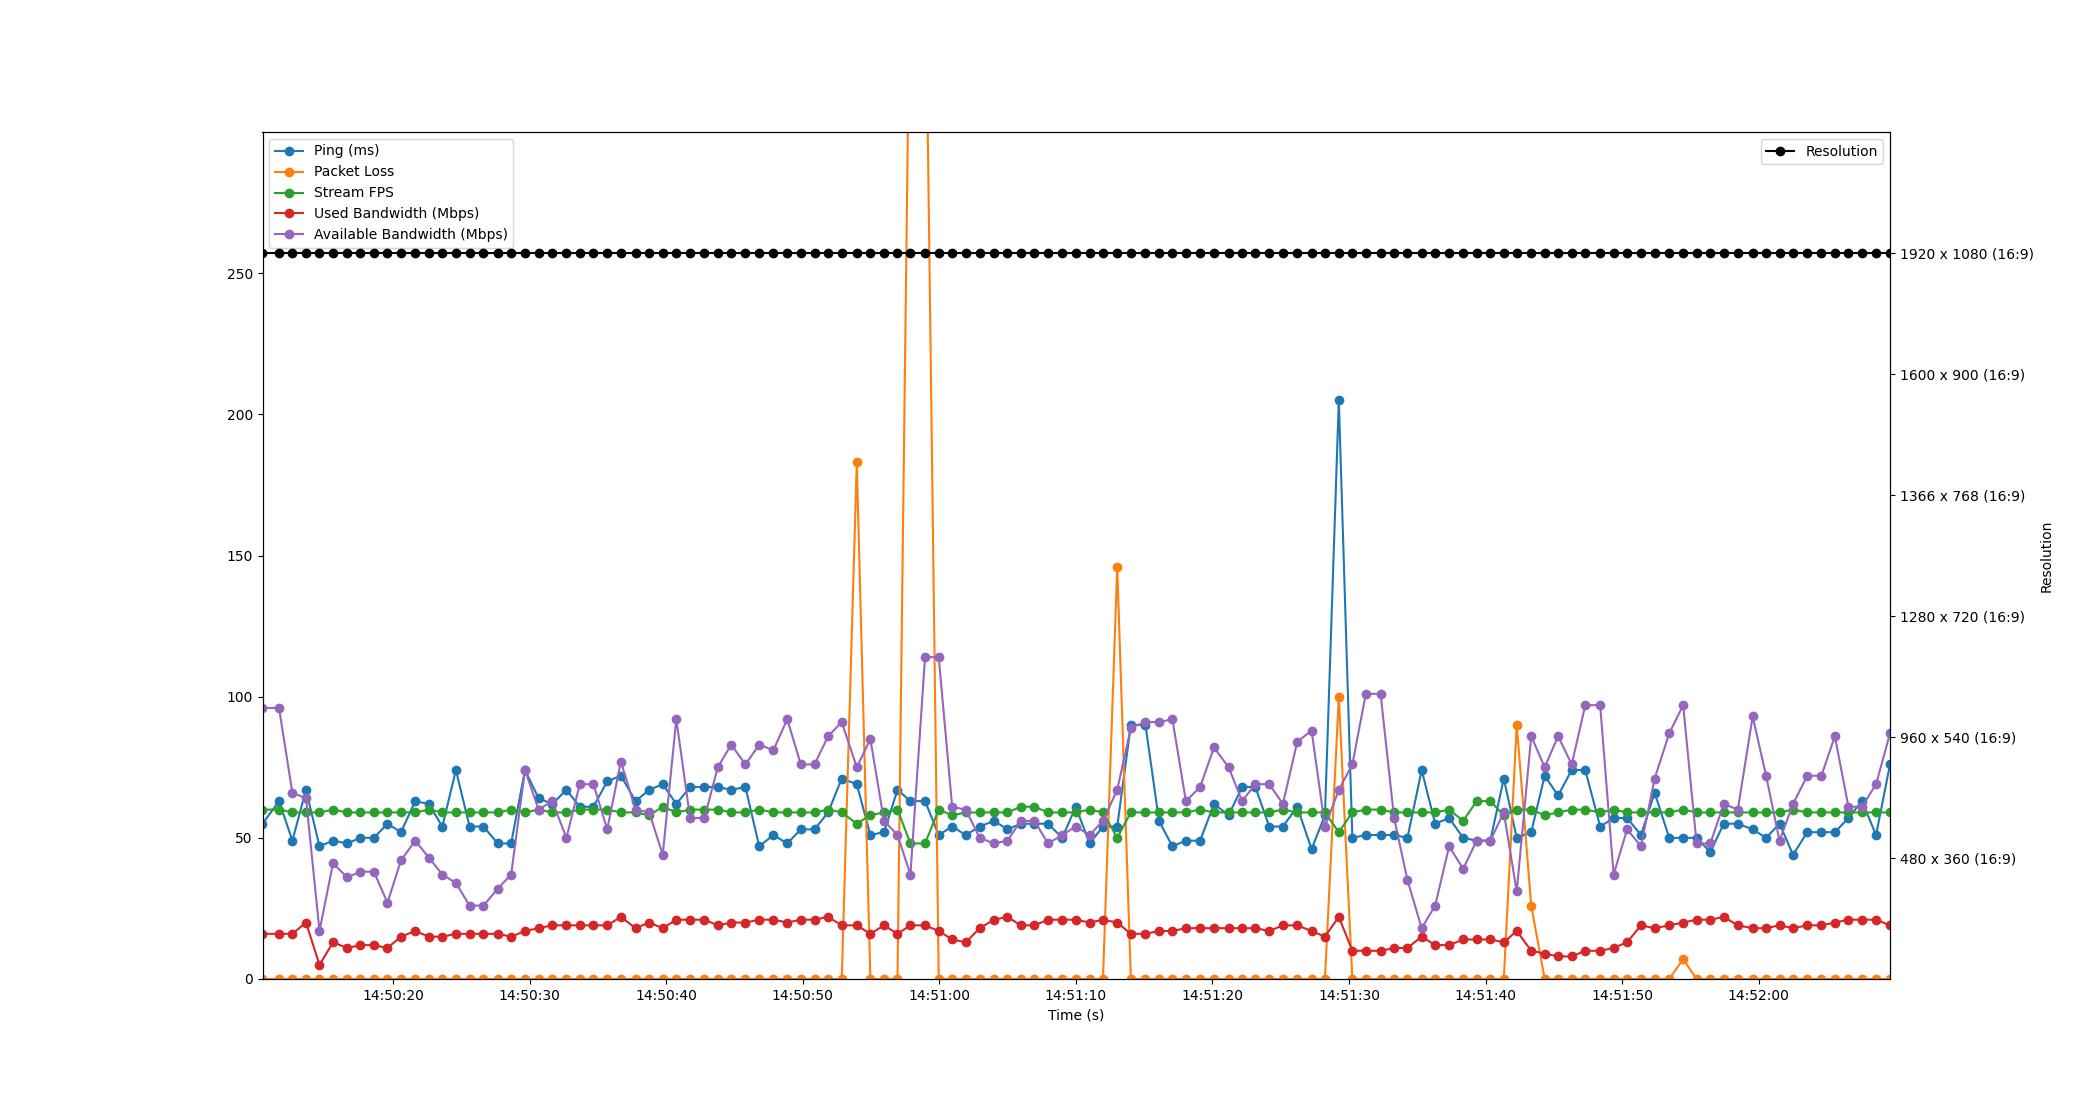 Ping (ms)
Packet Loss
Stream FPS
Used Bandwidth (Mbps)
Available Bandwidth (Mbps)
Resolution
250
200
150
100
50
0
1920 x 1080 (16:9)
1600 x 900 (16:9)
1366 x 768 (16:9)
1280 x 720 (16:9)
960 x 540 (16:9)
480 x 360 (16:9)
Resolution
14:50:20 14:50:30 14:50:40 14:50:50 14:51:00 14:51:10 14:51:20 14:51:30 14:51:40 14:51:50 14:52:00
Time (s)